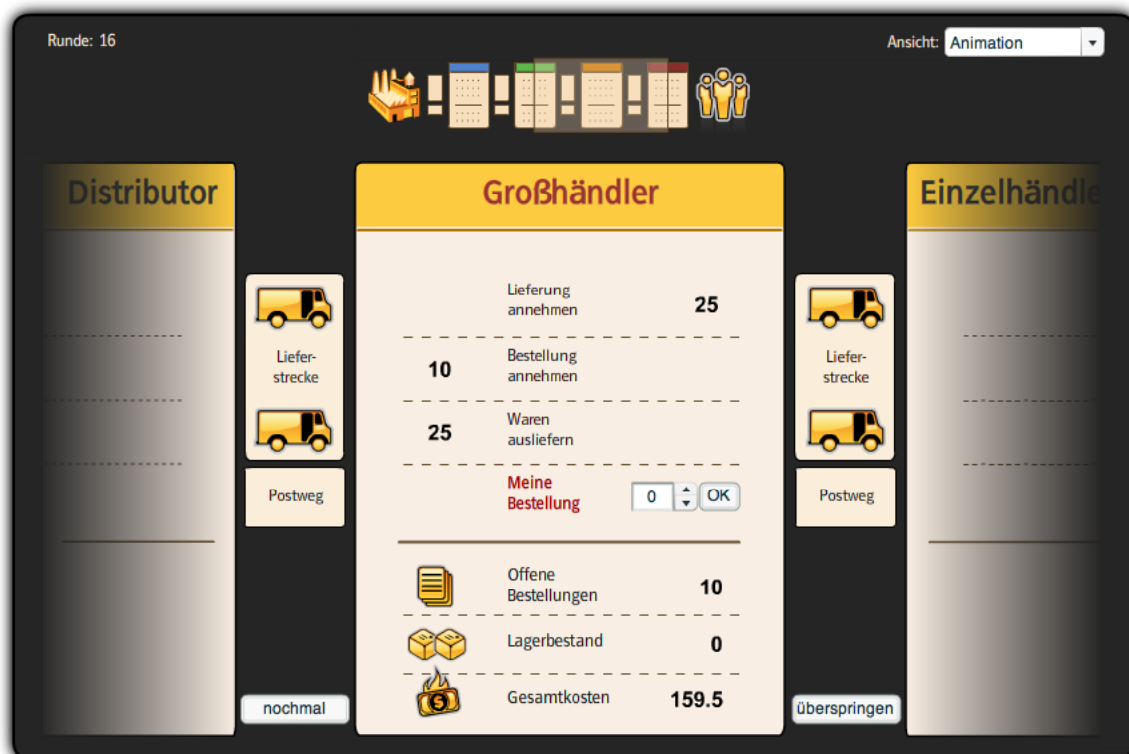 Runde: 16
Ansicht: Animation
Distributor
Großhändler
Einzelhändle
Lieferung
annehmen 25
10 Bestellung
annehmen
25 Waren
ausliefern
Meine
Bestellung 0 OK
Liefer-
strecke
Postweg
Liefer-
strecke
Postweg
Offene
Bestellungen 10
Lagerbestand 0
Gesamtkosten 159.5
nochmal
überspringen